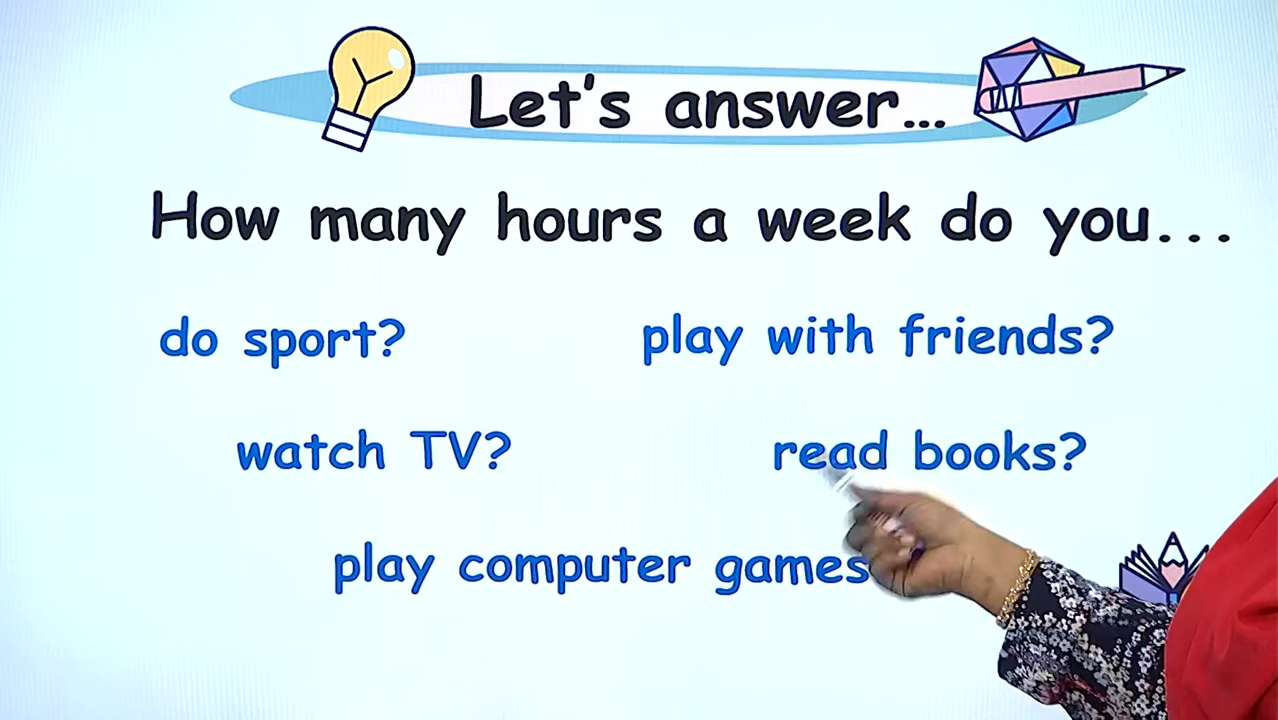 Let's answer...
How many hours a week do you...
do sport? play with friends?
watch TV? read books?
play computer games